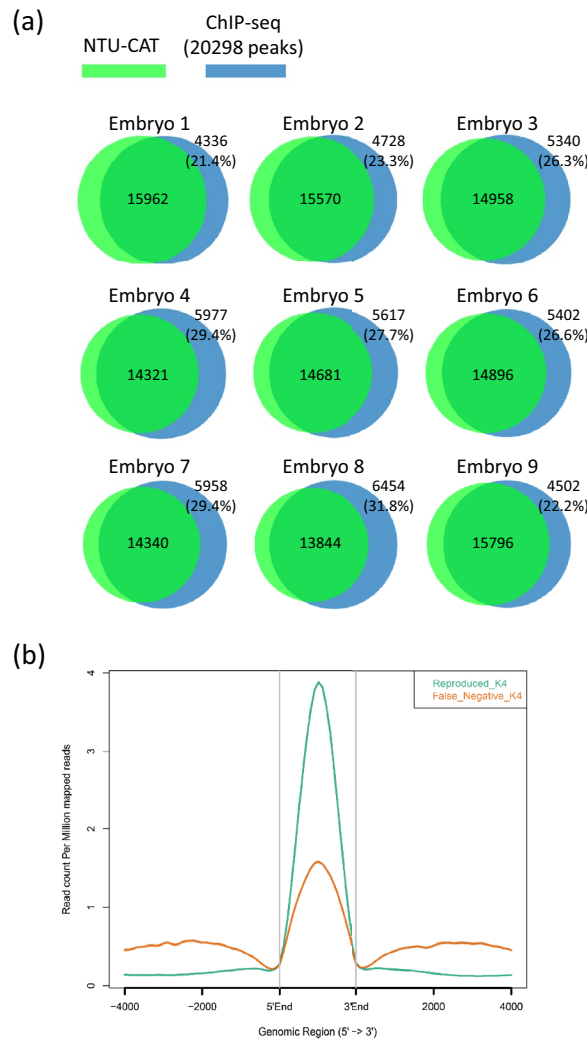 (a)
NTU-CAT
ChIP-seq
(20298 peaks)
Embryo 1
4336
(21.4%)
15962
Embryo 2
4728
(23.3%)
15570
Embryo 3
5340
(26.3%)
14958
Embryo 4
5977
(29.4%)
14321
Embryo 5
5617
(27.7%)
14681
Embryo 6
5402
(26.6%)
14896
Embryo 7
5958
(29.4%)
14340
Embryo 8
6454
(31.8%)
13844
Embryo 9
4502
(22.2%)
15796
(b)
Reproduced_K4
False_Negative_K4
Read count Per Million mapped reads
4
3
2
1
0
−4000
−2000
5'End
3'End
2000
4000
Genomic Region (5' -> 3')